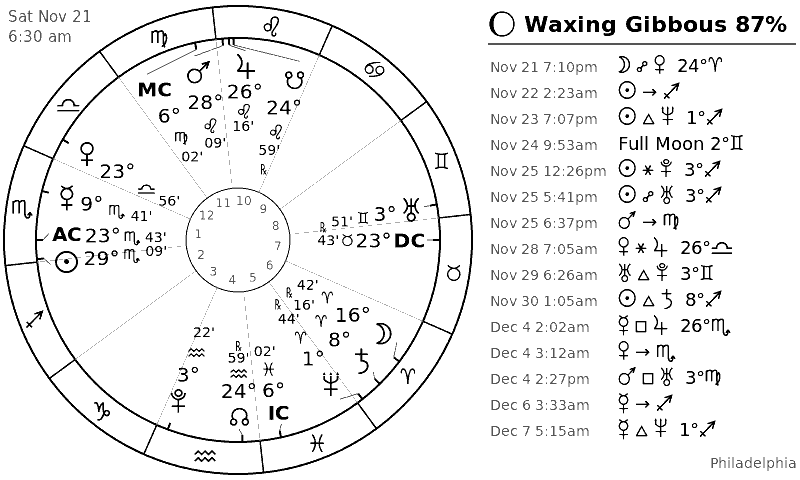 Sat Nov 21
6:30 am
☾ Waxing Gibbous 87%
Nov 21 7:10pm ☽ ☍ ♀ 24°♈
Nov 22 2:23am ☉ → ♐
Nov 23 7:07pm ☉ △ ♆ 1°♐
Nov 24 9:53am Full Moon 2°♊
Nov 25 12:26pm ☉ ⚹ ♇ 3°♐
Nov 25 5:41pm ☉ ☍ ♅ 3°♐
Nov 25 6:37pm ♂ → ♍
Nov 28 7:05am ♀ ⚹ ♃ 26°♎
Nov 29 6:26am ♅ △ ♇ 3°♊
Nov 30 1:05am ☉ △ ♄ 8°♐
Dec 4 2:02am ☿ □ ♃ 26°♏
Dec 4 3:12am ♀ → ♏
Dec 4 2:27pm ♂ □ ♅ 3°♍
Dec 6 3:33am ☿ → ♐
Dec 7 5:15am ☿ △ ♆ 1°♐
Philadelphia
♍ ♌ ♋ ♊ ♉ ♈ ♓ ♒ ♑ ♐ ♏ ♎
MC 6° ♍ 02'
♂ 28° ♌ 09'
♃ 26° ♌ 16'
☋ 24° ♌ 59' ℞
♀ 23° ♎ 56'
☿ 9° ♏ 41'
AC 23° ♏ 43'
☉ 29° ♏ 09'
℞ 51' ♊ 3° ♅
43' ♉ 23° DC
℞ 42' ♈ 16° ☽
℞ 16' ♈ 8° ♄
44' ♈ 1° ♆
22' ♒ 3° ♇
℞ 59' ♒ 24° ☊
02' ♓ 6° IC
1 2 3 4 5 6 7 8 9 10 11 12